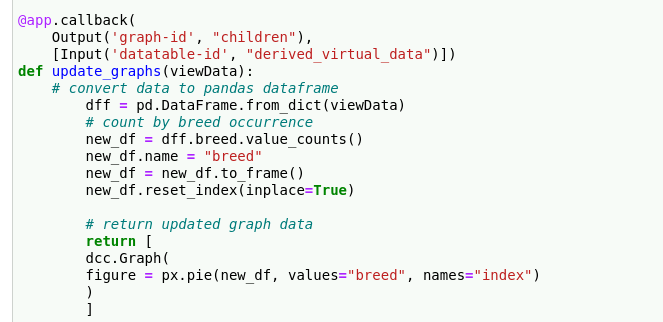 @app.callback(
    Output('graph-id', "children"),
    [Input('datatable-id', "derived_virtual_data")])
def update_graphs(viewData):
    # convert data to pandas dataframe
        dff = pd.DataFrame.from_dict(viewData)
        # count by breed occurrence
        new_df = dff.breed.value_counts()
        new_df.name = "breed"
        new_df = new_df.to_frame()
        new_df.reset_index(inplace=True)

        # return updated graph data
        return [
        dcc.Graph(
        figure = px.pie(new_df, values="breed", names="index")
        )
        ]